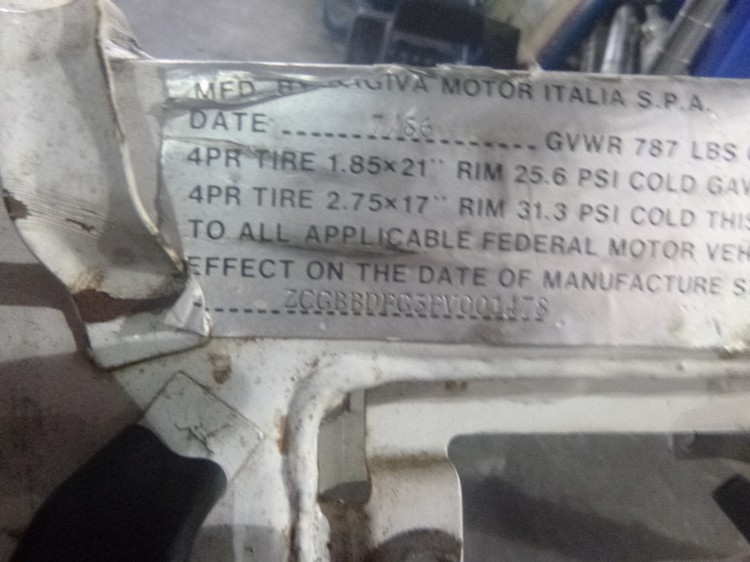 MFD. BY CAGIVA MOTOR ITALIA S.P.A.
DATE 7/86 GVWR 787 LBS
4PR TIRE 1.85×21" RIM 25.6 PSI COLD GAW
4PR TIRE 2.75×17" RIM 31.3 PSI COLD THIS
TO ALL APPLICABLE FEDERAL MOTOR VEH
EFFECT ON THE DATE OF MANUFACTURE S
ZCGBBDFG5FV001478